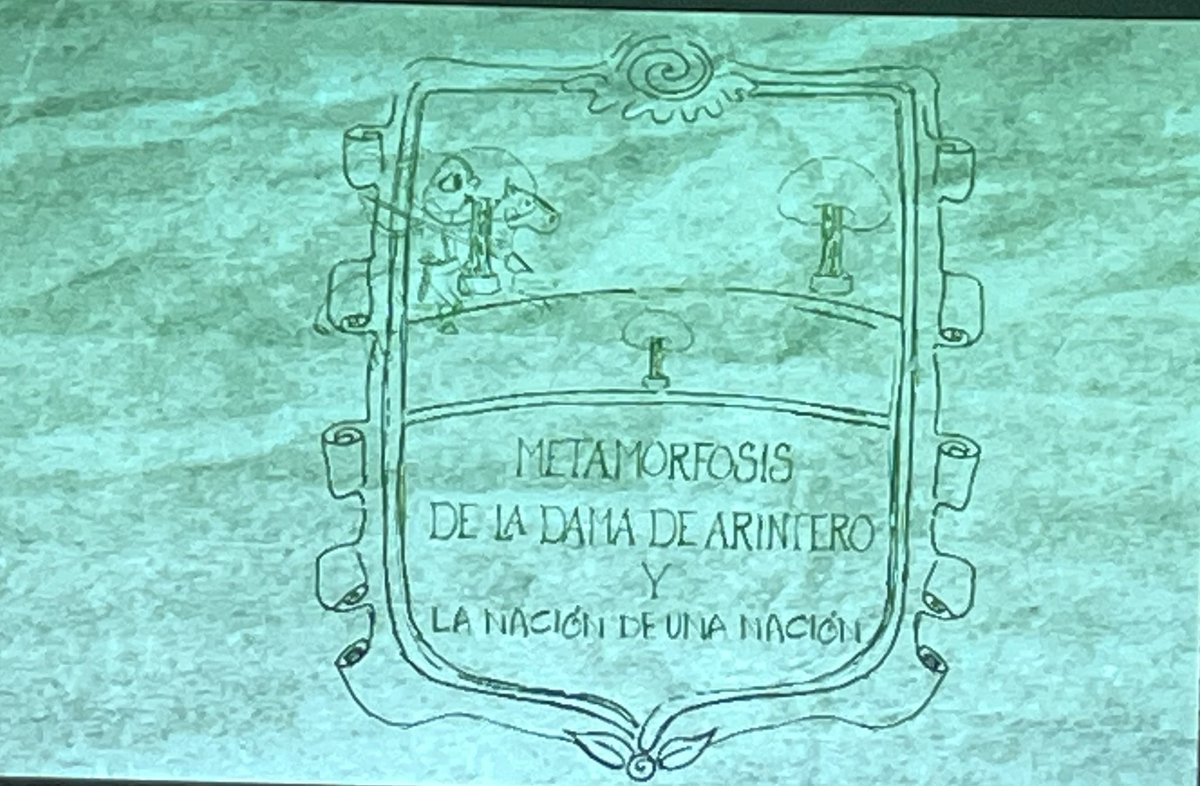 METAMORFOSIS
DE LA DAMA DE ARINTERO
Y
LA NACIÓN DE UNA NACIÓN